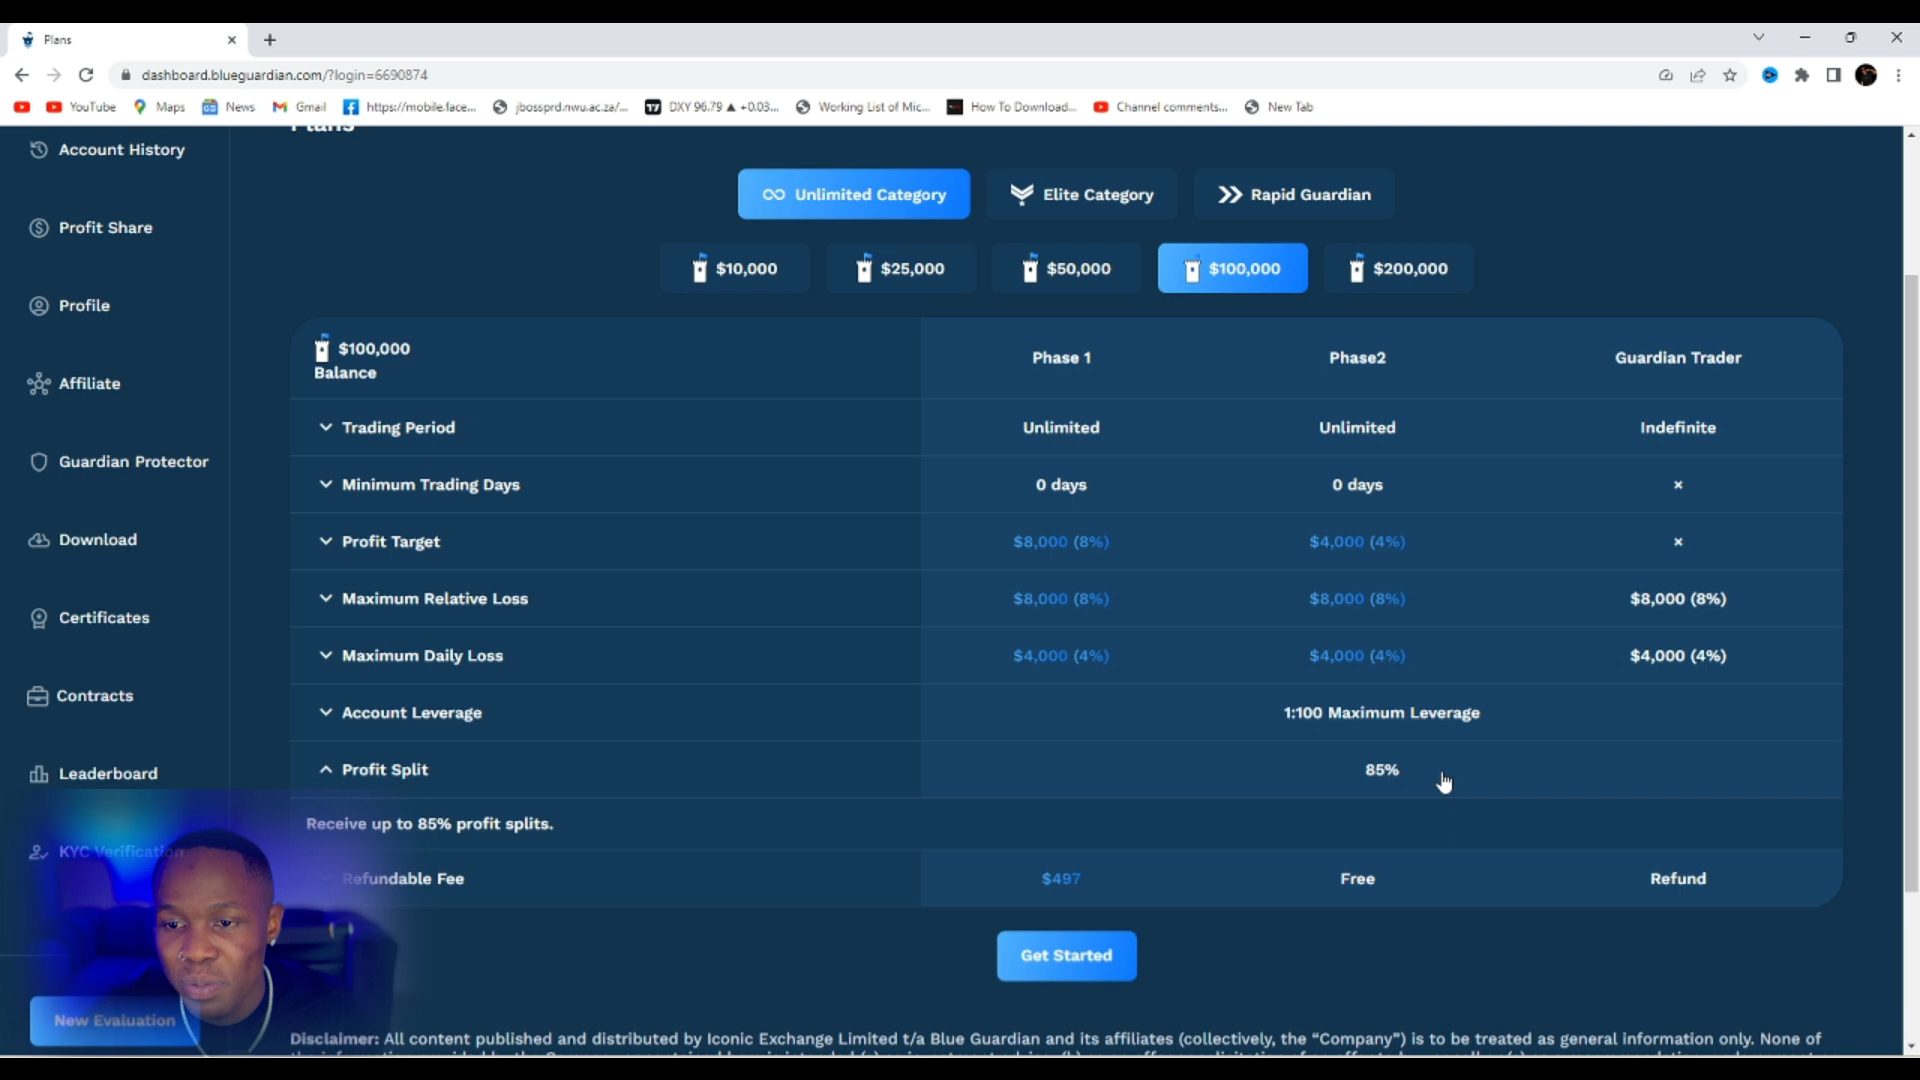 Plans
dashboard.blueguardian.com/?login=6690874
YouTube Maps News Gmail https://mobile.face... jbossprd.nwu.ac.za/... DXY 96.79 ▲ +0.03... Working List of Mic... How To Download... Channel comments... New Tab
Plans
Account History
Profit Share
Profile
Affiliate
Guardian Protector
Download
Certificates
Contracts
Leaderboard
KYC Verification
New Evaluation
Unlimited Category Elite Category Rapid Guardian
$10,000 $25,000 $50,000 $100,000 $200,000
$100,000
Balance
Phase 1 Phase2 Guardian Trader
Trading Period Unlimited Unlimited Indefinite
Minimum Trading Days 0 days 0 days ×
Profit Target $8,000 (8%) $4,000 (4%) ×
Maximum Relative Loss $8,000 (8%) $8,000 (8%) $8,000 (8%)
Maximum Daily Loss $4,000 (4%) $4,000 (4%) $4,000 (4%)
Account Leverage 1:100 Maximum Leverage
Profit Split 85%
Receive up to 85% profit splits.
Refundable Fee $497 Free Refund
Get Started
Disclaimer: All content published and distributed by Iconic Exchange Limited t/a Blue Guardian and its affiliates (collectively, the “Company”) is to be treated as general information only. None of